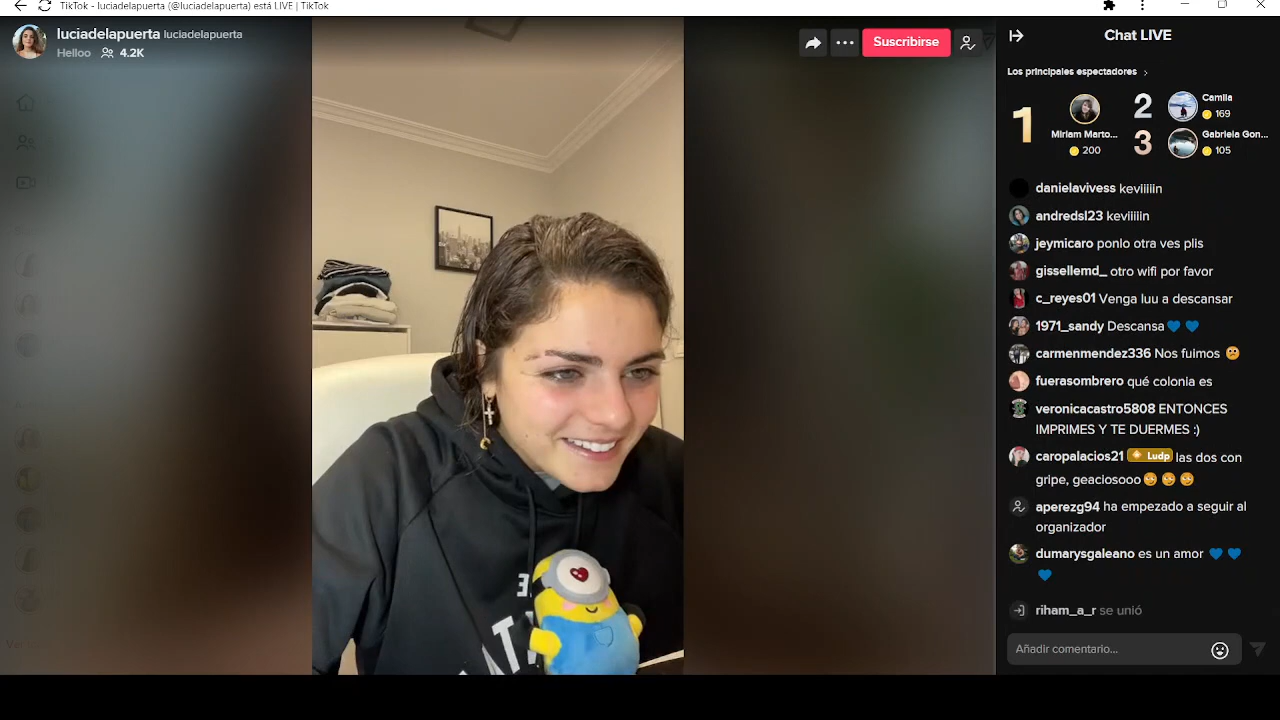 TikTok - luciadelapuerta (@luciadelapuerta) está LIVE | TikTok
luciadelapuerta luciadelapuerta
Helloo 4.2K
Suscribirse
Chat LIVE
Los principales espectadores >
1
Miriam Marto...
200
2
Camila
169
3
Gabriela Gon...
105
danielavivess keviiiiin
andredsl23 keviiiiin
jeymicaro ponlo otra ves plis
gissellemd_ otro wifi por favor
c_reyes01 Venga luu a descansar
1971_sandy Descansa💙 💙
carmenmendez336 Nos fuimos 😕
fuerasombrero qué colonia es
veronicacastro5808 ENTONCES
IMPRIMES Y TE DUERMES :)
caropalacios21 Ludp las dos con
gripe, geaciosooo
aperezg94 ha empezado a seguir al
organizador
dumarysgaleano es un amor 💙 💙
💙
riham_a_r se unió
Añadir comentario...